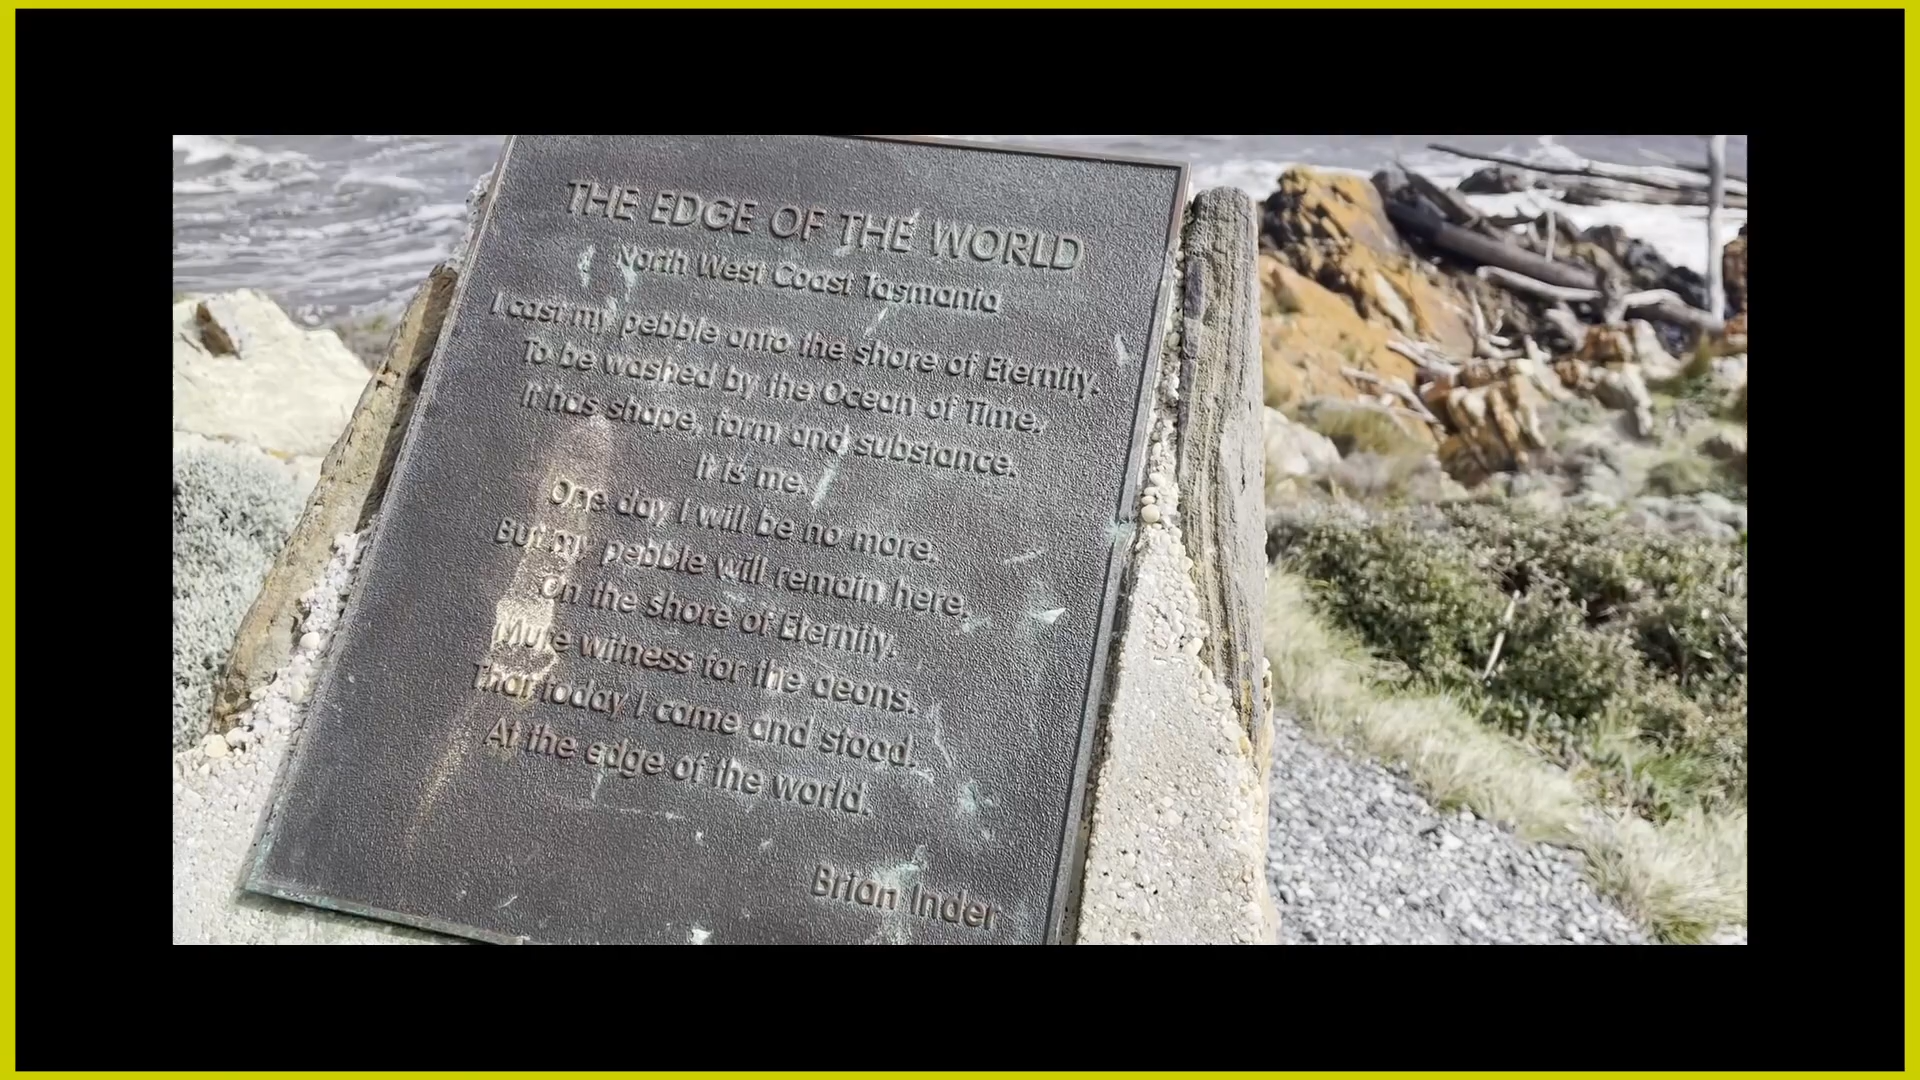 THE EDGE OF THE WORLD
North West Coast Tasmania
I cast my pebble onto the shore of Eternity.
To be washed by the Ocean of Time.
It has shape, form and substance.
It is me.
One day I will be no more.
But my pebble will remain here,
On the shore of Eternity.
Mute witness for the aeons.
That today I came and stood.
At the edge of the world.
Brian Inder